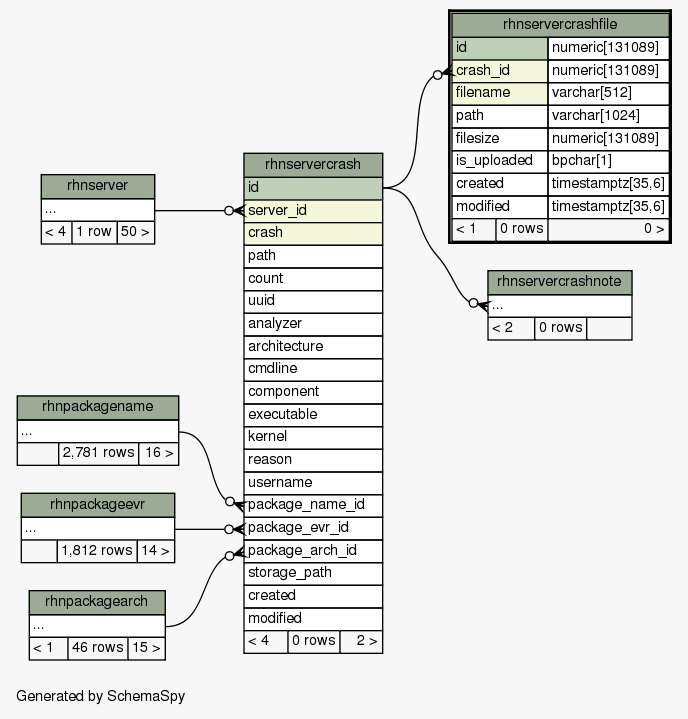 rhnservercrashfile
id numeric[131089]
crash_id numeric[131089]
filename varchar[512]
path varchar[1024]
filesize numeric[131089]
is_uploaded bpchar[1]
created timestamptz[35,6]
modified timestamptz[35,6]
< 1 0 rows 0 >
rhnservercrash
id
server_id
crash
path
count
uuid
analyzer
architecture
cmdline
component
executable
kernel
reason
username
package_name_id
package_evr_id
package_arch_id
storage_path
created
modified
< 4 0 rows 2 >
rhnserver
...
< 4 1 row 50 >
rhnservercrashnote
...
< 2 0 rows
rhnpackagename
...
2,781 rows 16 >
rhnpackageevr
...
1,812 rows 14 >
rhnpackagearch
...
< 1 46 rows 15 >
Generated by SchemaSpy